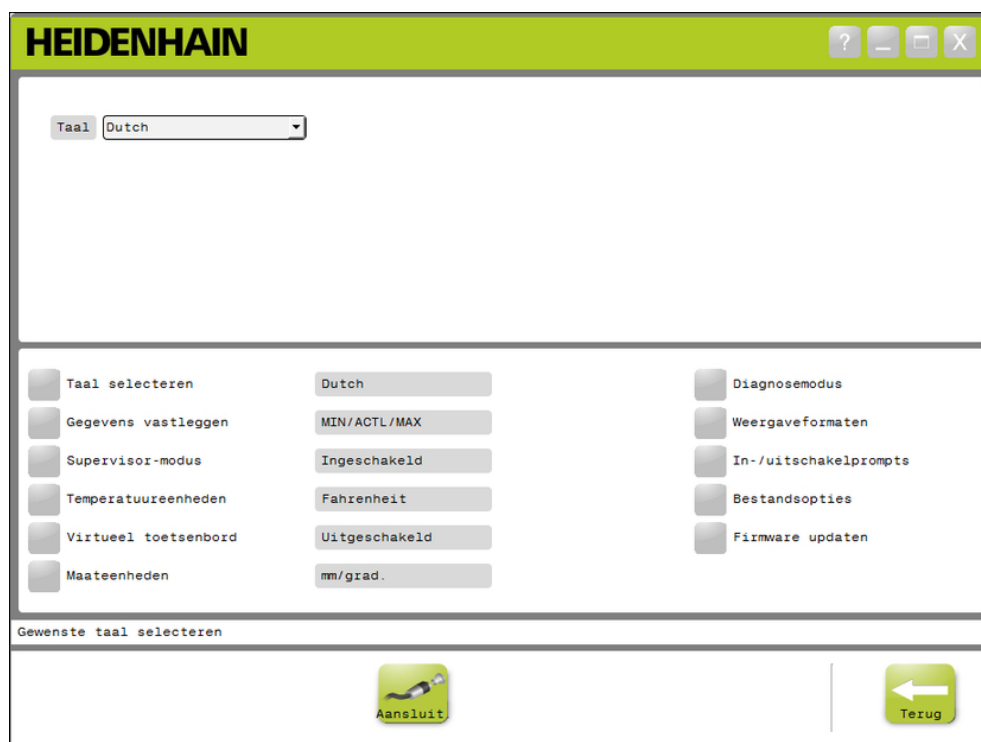 HEIDENHAIN
? _ X
Taal Dutch
Taal selecteren Dutch Diagnosemodus
Gegevens vastleggen MIN/ACTL/MAX Weergaveformaten
Supervisor-modus Ingeschakeld In-/uitschakelprompts
Temperatuureenheden Fahrenheit Bestandsopties
Virtueel toetsenbord Uitgeschakeld Firmware updaten
Maateenheden mm/grad.
Gewenste taal selecteren
Aansluit. Terug